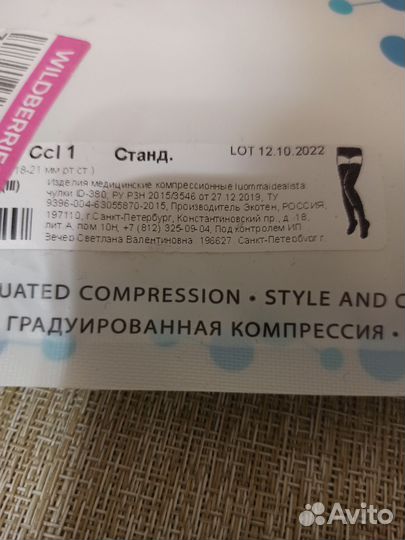 WILDBERRIE
Ccl 1 Станд. LOT 12.10.2022
18-21 мм рт.ст.)
Изделия медицинские компрессионные luommaidealista
чулки ID-380, РУ РЗН 2015/3546 от 27.12.2019, ТУ
9396-004-63055870-2015, Производитель Экотен, РОССИЯ,
197110, г.Санкт-Петербург, Константиновский пр., д. 18,
лит.А, пом 10Н, +7 (812) 325-09-04, Под контролем ИП
Вечер Светлана Валентиновна 196627 Санкт-Петербург г.
UATED COMPRESSION • STYLE AND C
ГРАДУИРОВАННАЯ КОМПРЕССИЯ •
Avito